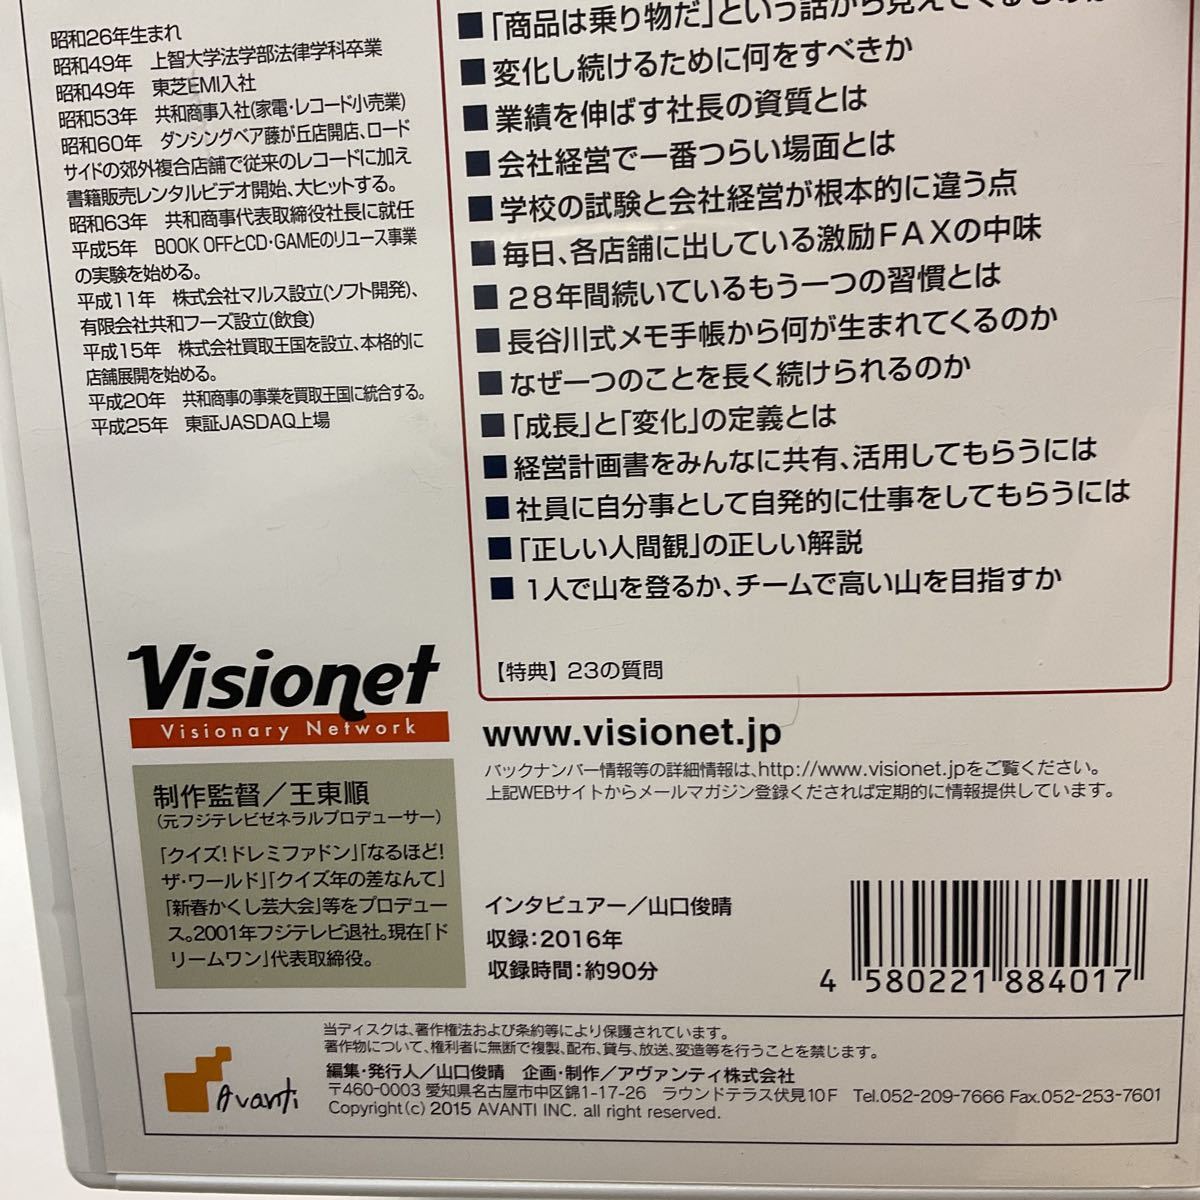 昭和26年生まれ
昭和49年 上智大学法学部法律学科卒業
昭和49年 東芝EMI入社
昭和53年 共和商事入社(家電・レコード小売業)
昭和60年 ダンシングベア藤が丘店開店、ロード
サイドの郊外複合店舗で従来のレコードに加え
書籍販売レンタルビデオ開始、大ヒットする。
昭和63年 共和商事代表取締役社長に就任
平成5年 BOOK OFFとCD・GAMEのリユース事業
の実験を始める。
平成11年 株式会社マルス設立(ソフト開発)、
有限会社共和フーズ設立(飲食)
平成15年 株式会社買取王国を設立、本格的に
店舗展開を始める。
平成20年 共和商事の事業を買取王国に統合する。
平成25年 東証JASDAQ上場
■「商品は乗り物だ」という話から見えてくるものは
■変化し続けるために何をすべきか
■業績を伸ばす社長の資質とは
■会社経営で一番つらい場面とは
■学校の試験と会社経営が根本的に違う点
■毎日、各店舗に出している激励FAXの中味
■28年間続いているもう一つの習慣とは
■長谷川式メモ手帳から何が生まれてくるのか
■なぜ一つのことを長く続けられるのか
■「成長」と「変化」の定義とは
■経営計画書をみんなに共有、活用してもらうには
■社員に自分事として自発的に仕事をしてもらうには
■「正しい人間観」の正しい解説
■1人で山を登るか、チームで高い山を目指すか
【特典】23の質問
Visionet
Visionary Network
www.visionet.jp
バックナンバー情報等の詳細情報は、http://www.visionet.jpをご覧ください。
上記WEBサイトからメールマガジン登録くだされば定期的に情報提供しています。
制作監督/王東順
(元フジテレビゼネラルプロデューサー)
「クイズ!ドレミファドン」「なるほど!
ザ・ワールド」「クイズ年の差なんて」
「新春かくし芸大会」等をプロデュー
ス。2001年フジテレビ退社。現在「ド
リームワン」代表取締役。
インタビュアー/山口俊晴
収録:2016年
収録時間:約90分
4 580221 884017
当ディスクは、著作権法および条約等により保護されています。
著作物について、権利者に無断で複製、配布、貸与、放送、変造等を行うことを禁じます。
編集・発行人/山口俊晴 企画・制作/アヴァンティ株式会社
〒460-0003 愛知県名古屋市中区錦1-17-26 ラウンドテラス伏見10F Tel.052-209-7666 Fax.052-253-7601
Copyright(c) 2015 AVANTI INC. all right reserved.
Avanti